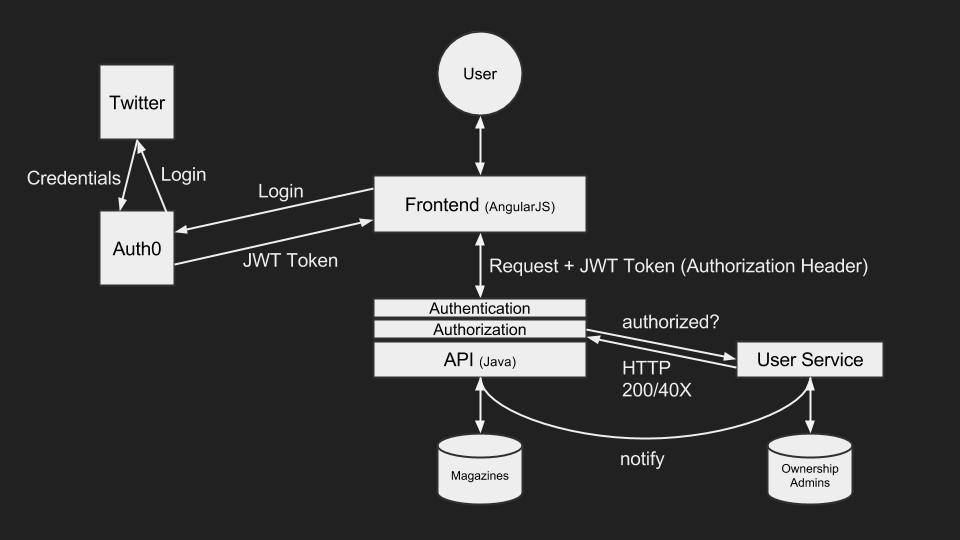 User
Twitter
Credentials
Login
Login
Frontend (AngularJS)
Auth0
JWT Token
Request + JWT Token (Authorization Header)
Authentication
Authorization
API (Java)
authorized?
HTTP
200/40X
User Service
notify
Magazines
Ownership
Admins